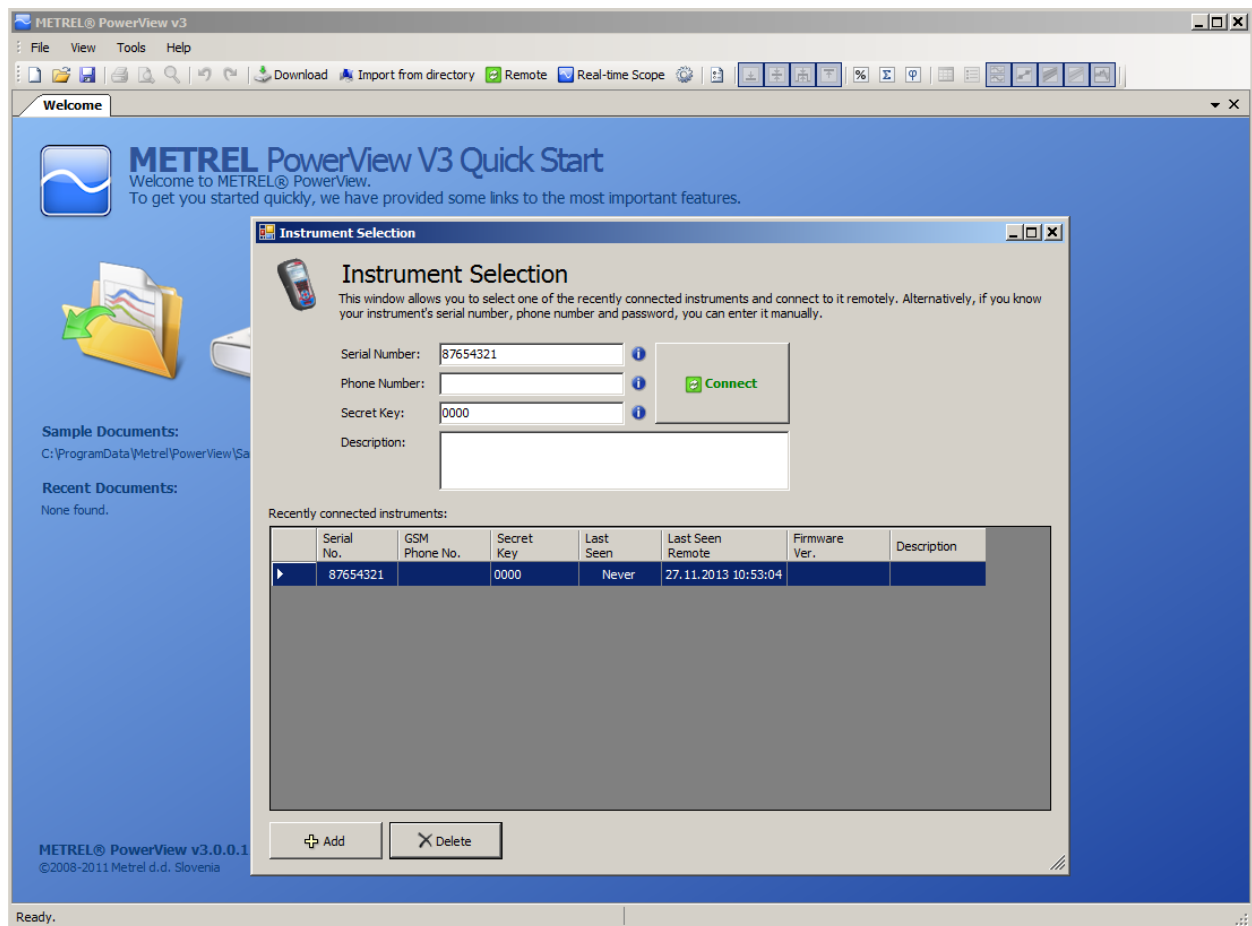 METREL® PowerView v3
File View Tools Help
Download Import from directory Remote Real-time Scope % Σ φ
Welcome
METREL PowerView V3 Quick Start
Welcome to METREL® PowerView.
To get you started quickly, we have provided some links to the most important features.
Instrument Selection
Instrument Selection
This window allows you to select one of the recently connected instruments and connect to it remotely. Alternatively, if you know
your instrument's serial number, phone number and password, you can enter it manually.
Serial Number: 87654321
Phone Number:
Connect
Secret Key: 0000
Description:
Sample Documents:
C:\ProgramData\Metrel\PowerView\Sa
Recent Documents:
None found.
Recently connected instruments:
Serial No. GSM Phone No. Secret Key Last Seen Last Seen Remote Firmware Ver. Description
87654321 0000 Never 27.11.2013 10:53:04
Add Delete
METREL® PowerView v3.0.0.1
©2008-2011 Metrel d.d. Slovenia
Ready.